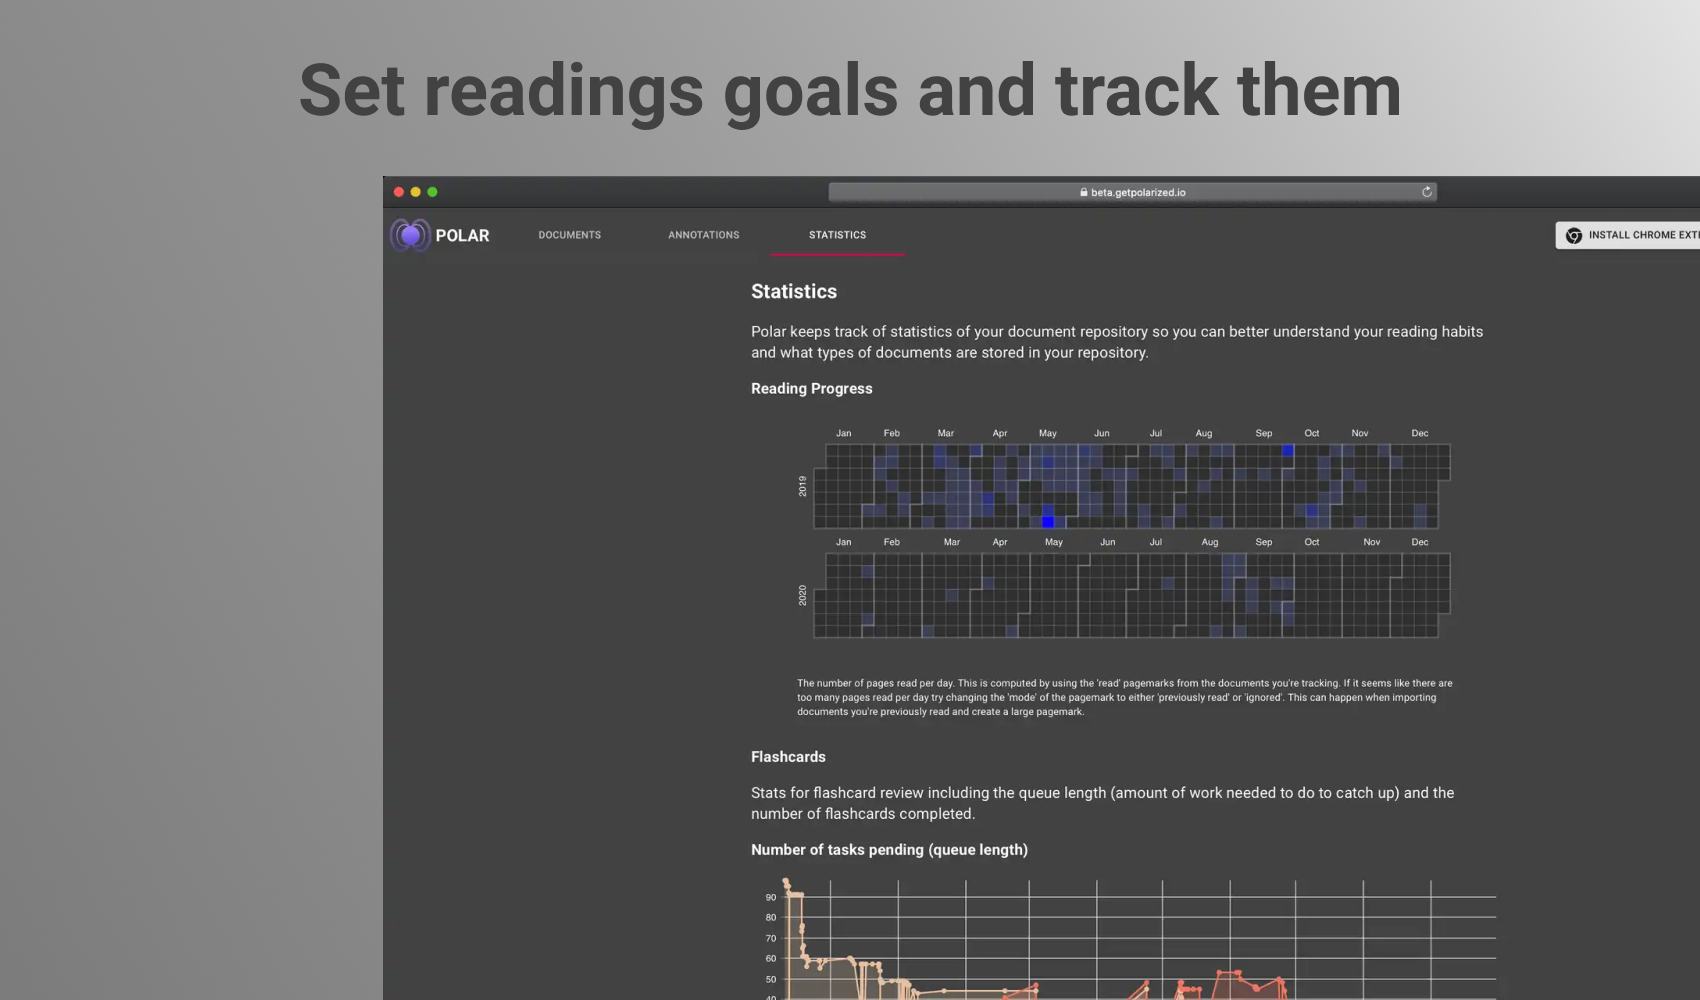 Set readings goals and track them
beta.getpolarized.io
POLAR
DOCUMENTS
ANNOTATIONS
STATISTICS
INSTALL CHROME EXT
Statistics
Polar keeps track of statistics of your document repository so you can better understand your reading habits
and what types of documents are stored in your repository.
Reading Progress
Jan Feb Mar Apr May Jun Jul Aug Sep Oct Nov Dec
2019
Jan Feb Mar Apr May Jun Jul Aug Sep Oct Nov Dec
2020
The number of pages read per day. This is computed by using the 'read' pagemarks from the documents you're tracking. If it seems like there are
too many pages read per day try changing the 'mode' of the pagemark to either 'previously read' or 'ignored'. This can happen when importing
documents you're previously read and create a large pagemark.
Flashcards
Stats for flashcard review including the queue length (amount of work needed to do to catch up) and the
number of flashcards completed.
Number of tasks pending (queue length)
90
80
70
60
50
40